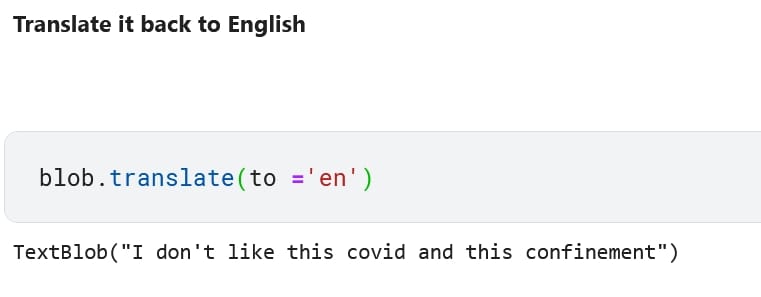 Translate it back to English
blob.translate(to ='en')
TextBlob("I don't like this covid and this confinement")